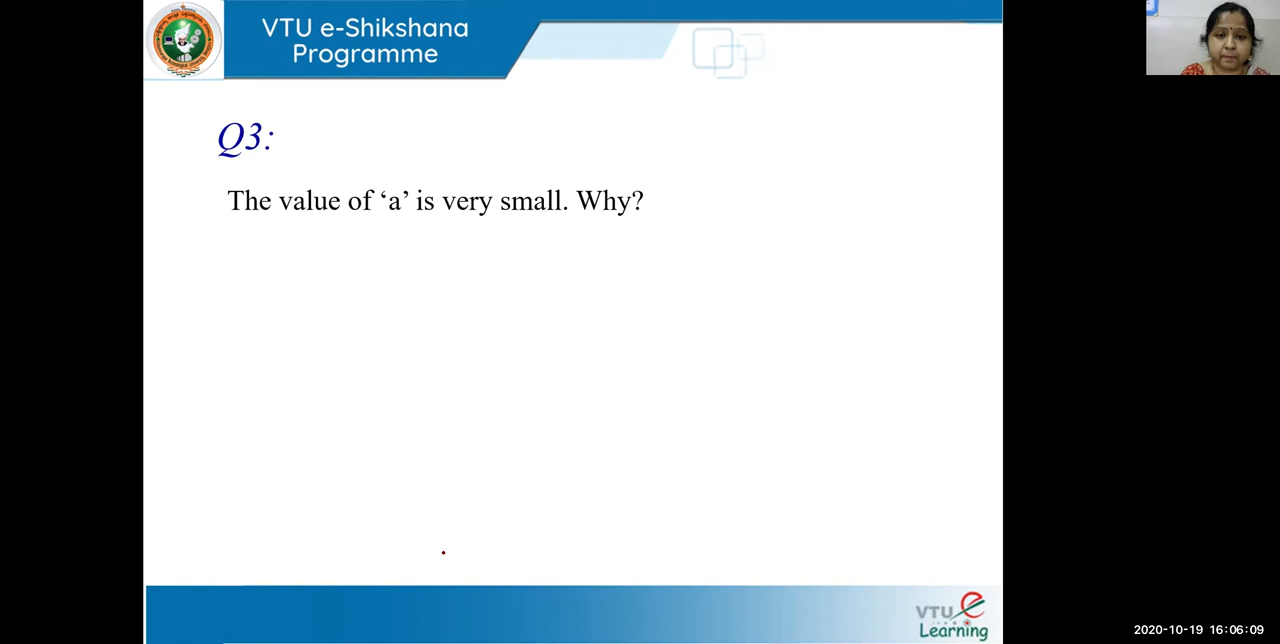 VTU e-Shikshana
Programme
Q3:
The value of ‘a’ is very small. Why?
VTU e
Learning
2020-10-19 16:06:09